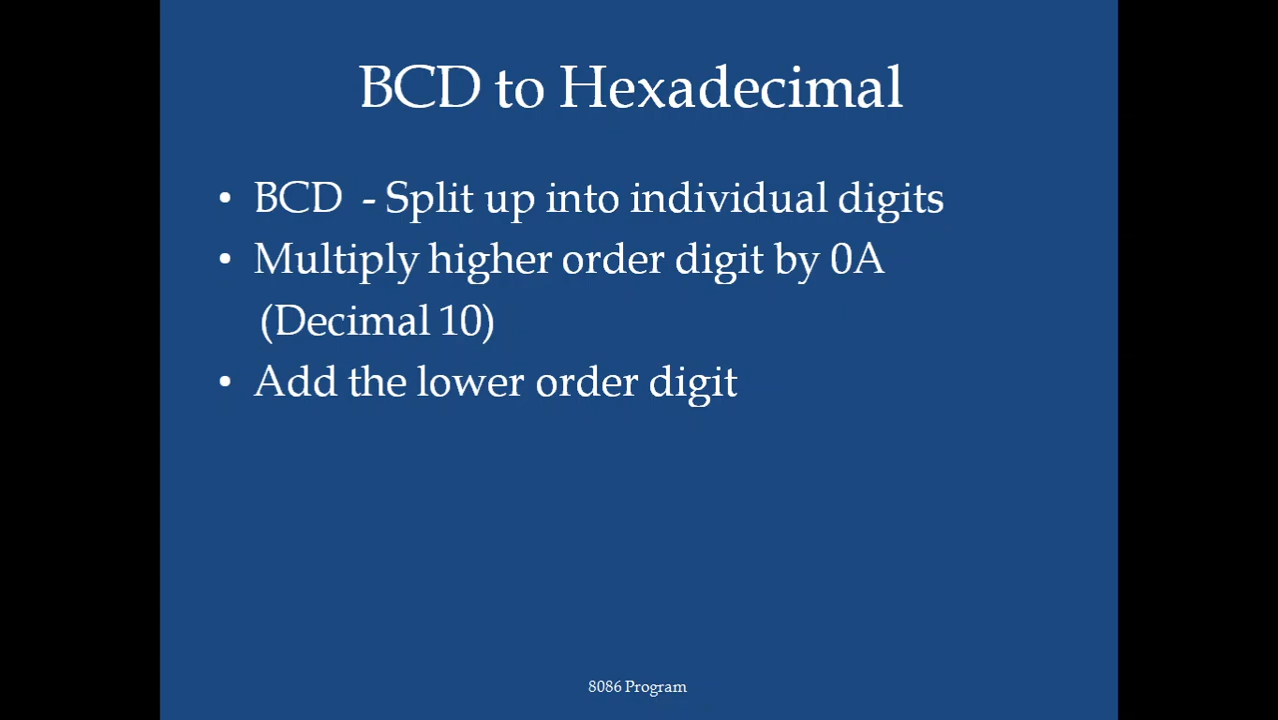 BCD to Hexadecimal
• BCD - Split up into individual digits
• Multiply higher order digit by 0A
(Decimal 10)
• Add the lower order digit
8086 Program